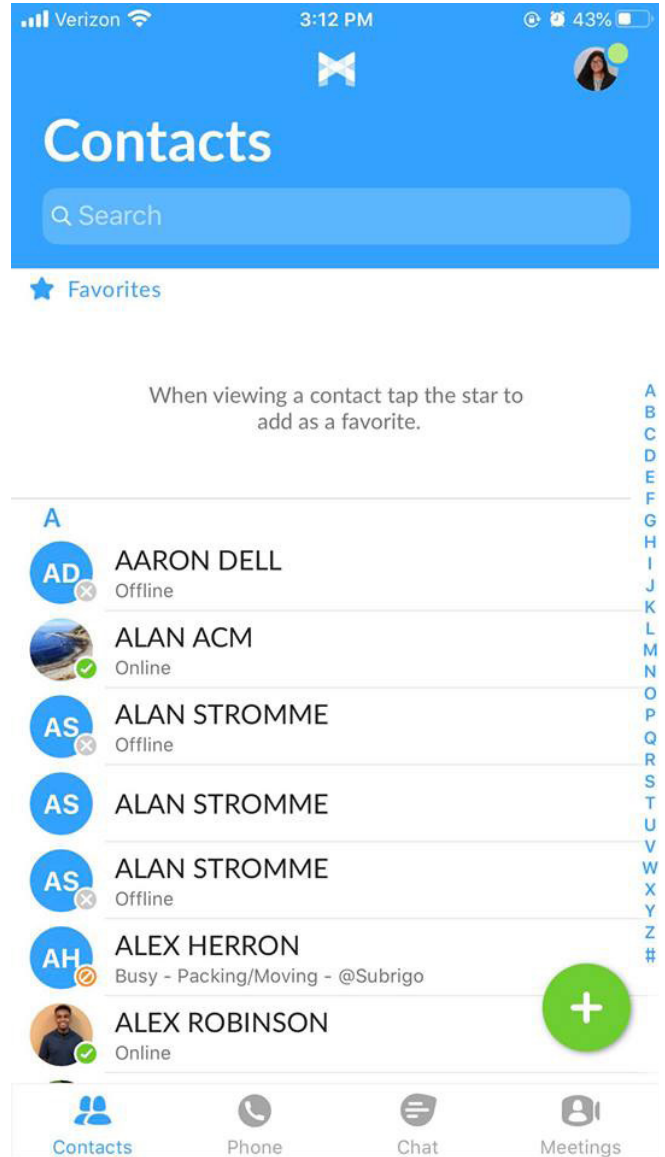 Verizon 3:12 PM 43%
Contacts
Search
Favorites
When viewing a contact tap the star to
add as a favorite.
A
AD AARON DELL
Offline
ALAN ACM
Online
AS ALAN STROMME
Offline
AS ALAN STROMME
AS ALAN STROMME
Offline
AH ALEX HERRON
Busy - Packing/Moving - @Subrigo
ALEX ROBINSON
Online
A
B
C
D
E
F
G
H
I
J
K
L
M
N
O
P
Q
R
S
T
U
V
W
X
Y
Z
#
+
Contacts Phone Chat Meetings